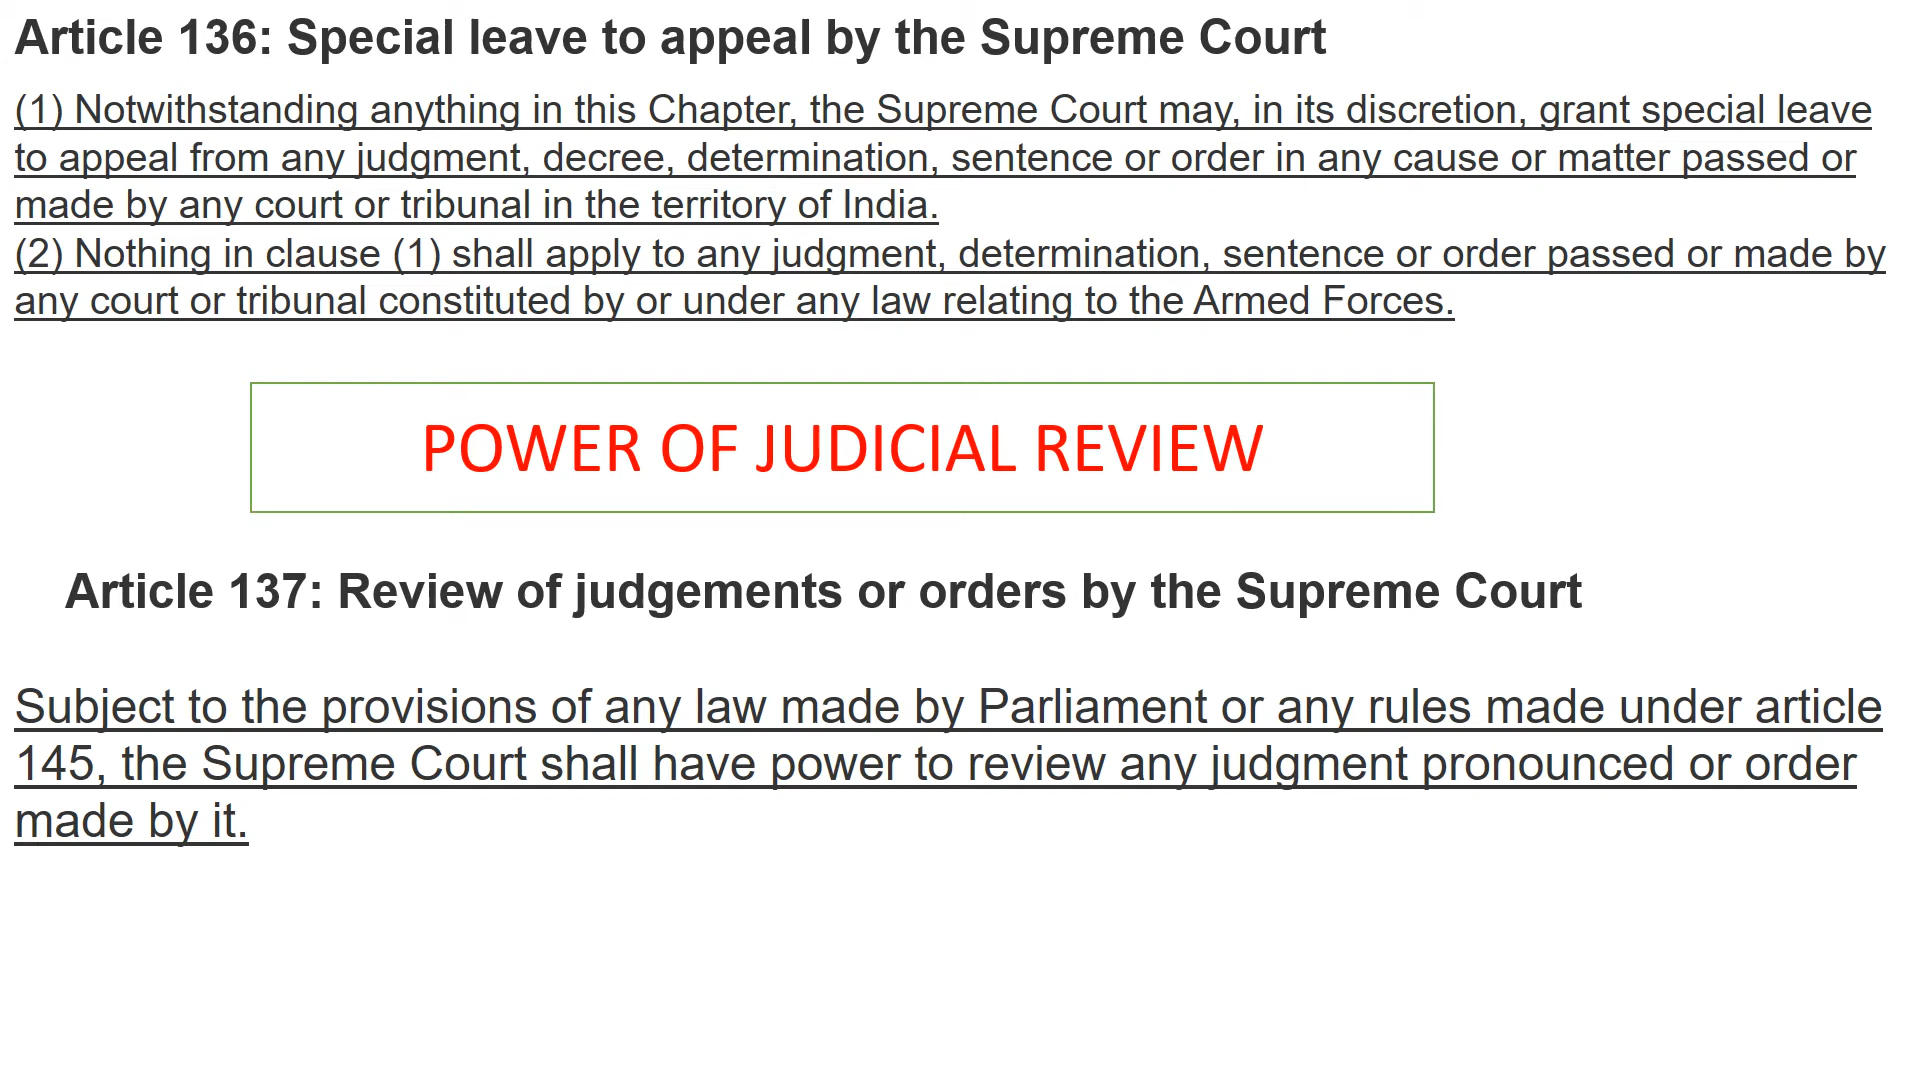 Article 136: Special leave to appeal by the Supreme Court
(1) Notwithstanding anything in this Chapter, the Supreme Court may, in its discretion, grant special leave
to appeal from any judgment, decree, determination, sentence or order in any cause or matter passed or
made by any court or tribunal in the territory of India.
(2) Nothing in clause (1) shall apply to any judgment, determination, sentence or order passed or made by
any court or tribunal constituted by or under any law relating to the Armed Forces.
POWER OF JUDICIAL REVIEW
Article 137: Review of judgements or orders by the Supreme Court
Subject to the provisions of any law made by Parliament or any rules made under article
145, the Supreme Court shall have power to review any judgment pronounced or order
made by it.